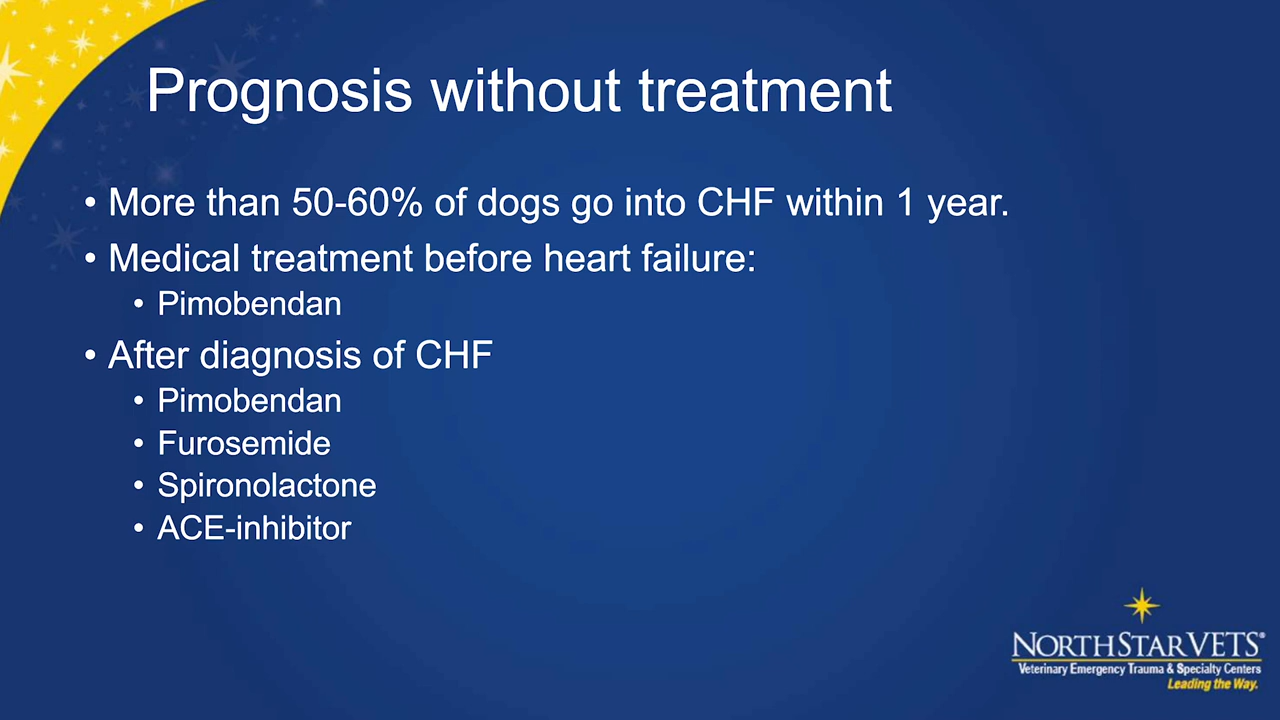 Prognosis without treatment
• More than 50-60% of dogs go into CHF within 1 year.
• Medical treatment before heart failure:
• Pimobendan
• After diagnosis of CHF
• Pimobendan
• Furosemide
• Spironolactone
• ACE-inhibitor
NORTHSTAR VETS®
Veterinary Emergency Trauma & Specialty Centers
Leading the Way.